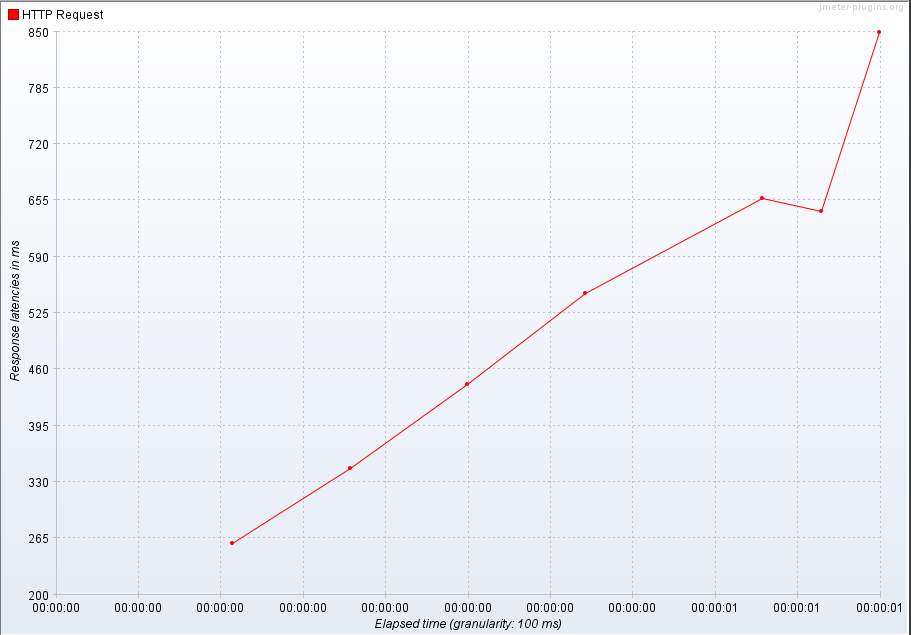 jmeter-plugins.org
HTTP Request
850
785
720
655
590
525
460
395
330
265
200
Response latencies in ms
00:00:00 00:00:00 00:00:00 00:00:00 00:00:00 00:00:00 00:00:00 00:00:00 00:00:01 00:00:01 00:00:01
Elapsed time (granularity: 100 ms)